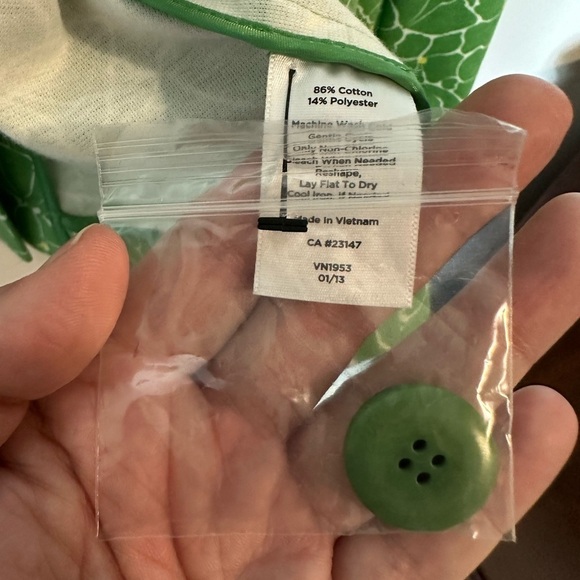 86% Cotton
14% Polyester
Machine Wash Cold
Gentle Cycle
Only Non-Chlorine
Bleach When Needed
Reshape,
Lay Flat To Dry
Cool Iron, If Needed
Made In Vietnam
CA #23147
VN1953
01/13